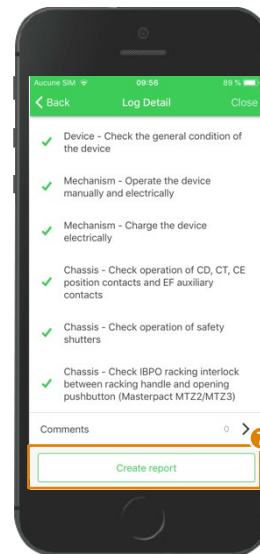 Aucune SIM 09:56 89 %
Back Log Detail Close
Device - Check the general condition of
the device
Mechanism - Operate the device
manually and electrically
Mechanism - Charge the device
electrically
Chassis - Check operation of CD, CT, CE
position contacts and EF auxiliary
contacts
Chassis - Check operation of safety
shutters
Chassis - Check IBPO racking interlock
between racking handle and opening
pushbutton (Masterpact MTZ2/MTZ3)
Comments 0
Create report